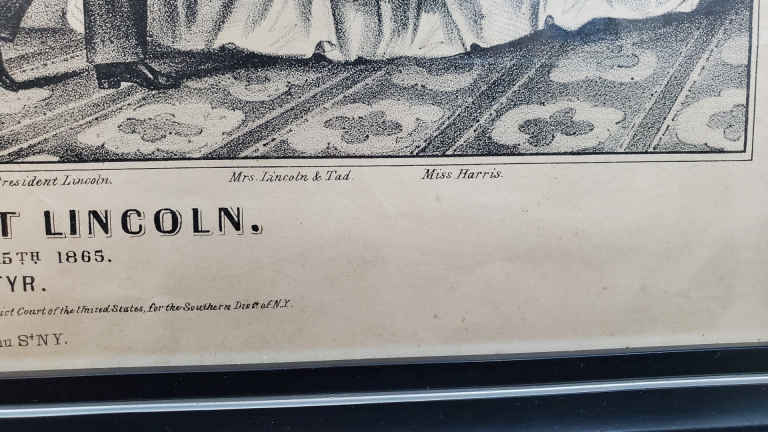 President Lincoln. Mrs. Lincoln & Tad. Miss Harris.
T LINCOLN.
5TH 1865.
TYR.
ict Court of the United States, for the Southern Distt. of N.Y.
u St NY.